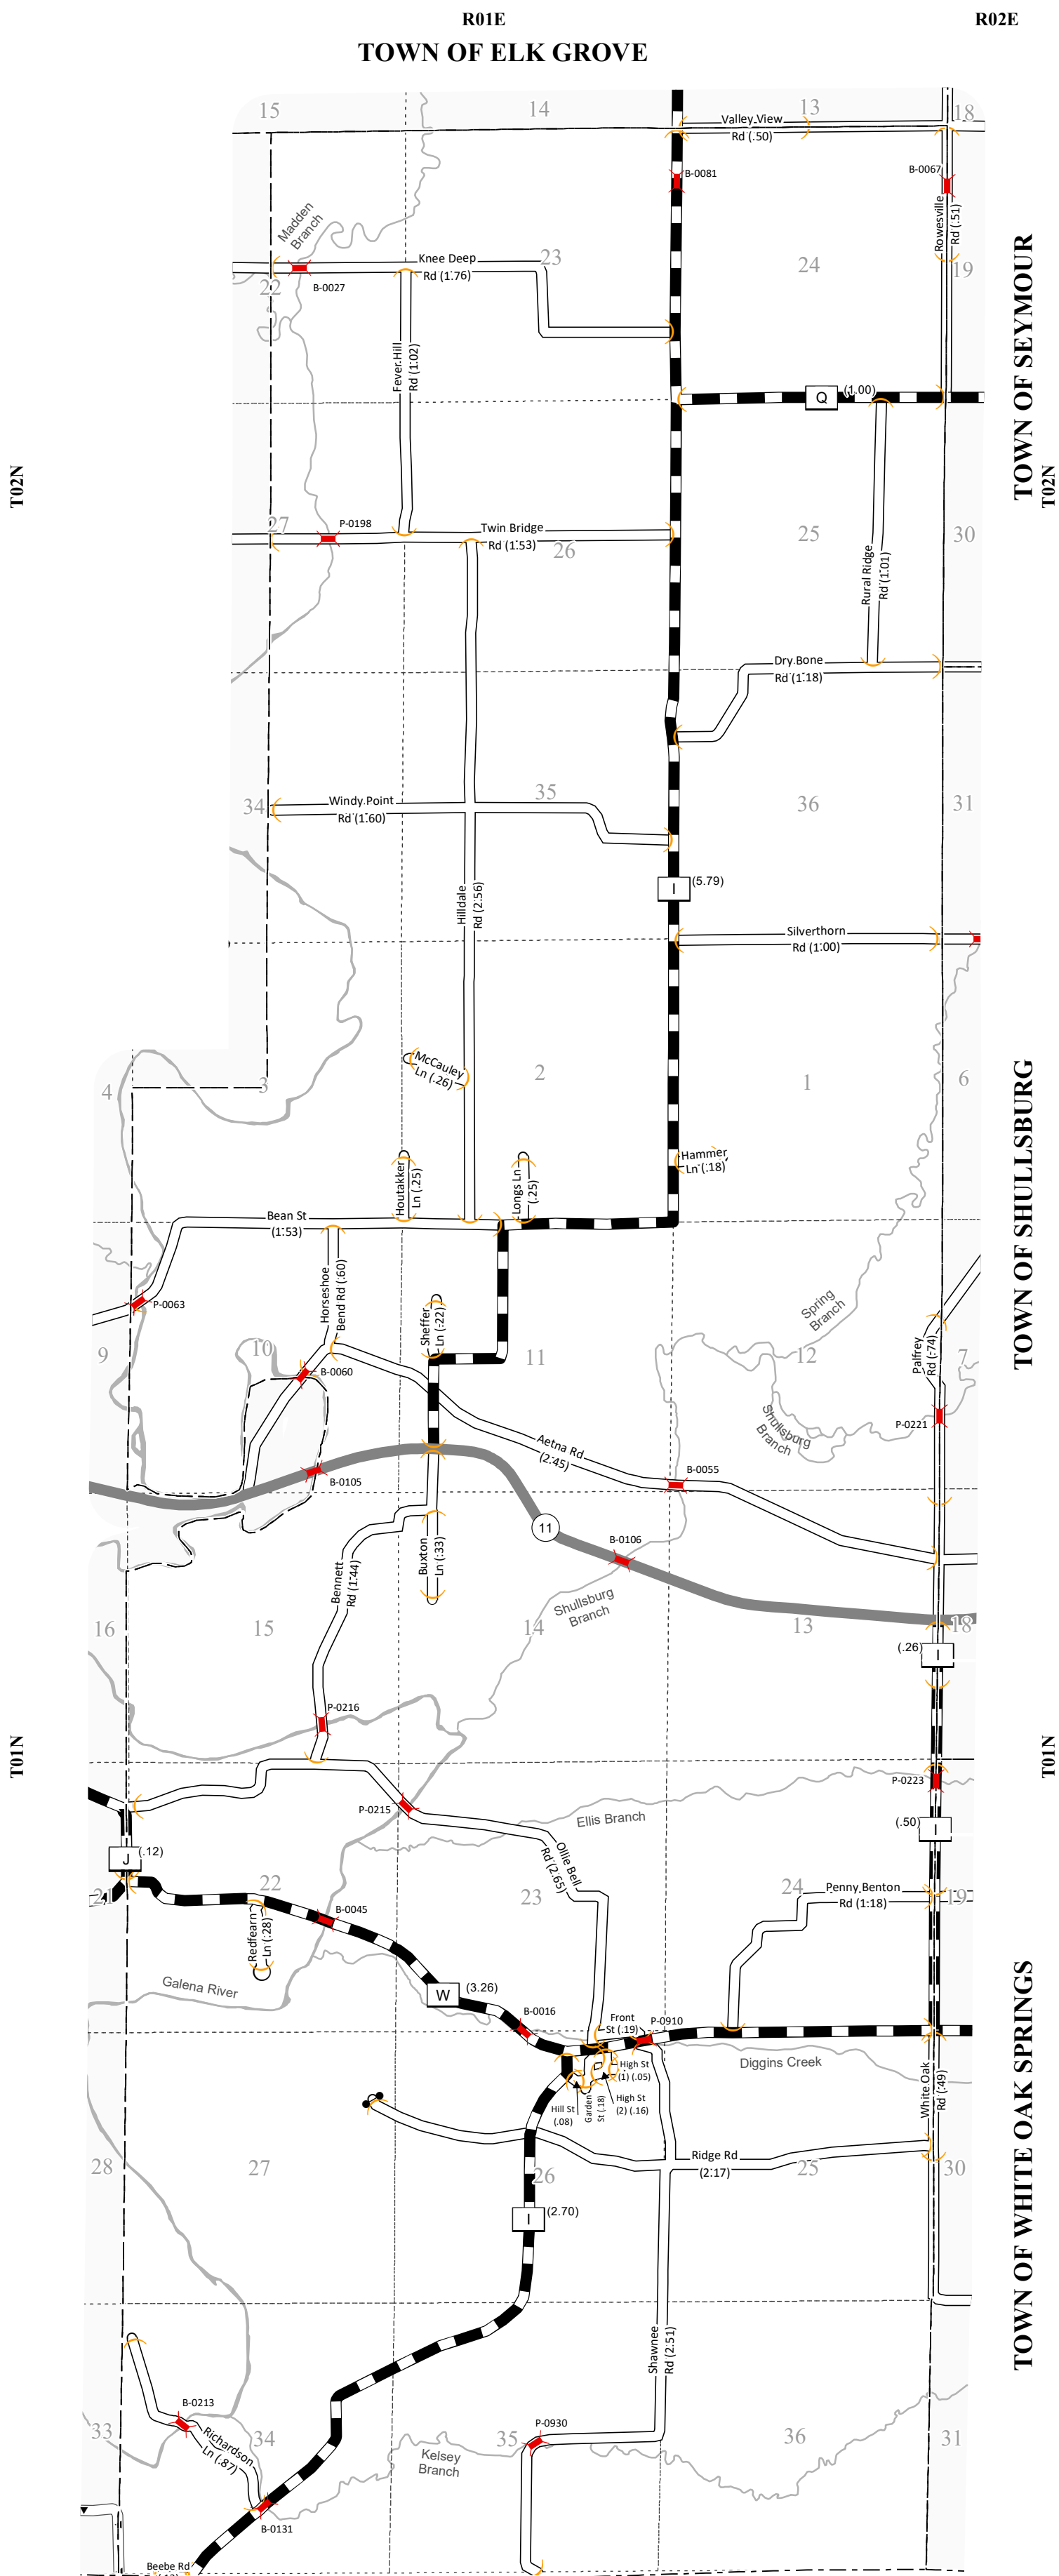 R01E
R02E
TOWN OF ELK GROVE
15
14
13
18
Valley View
Rd (.50)
B-0081
B-0067
Rowesville
Rd (.51)
Madden
Branch
Knee Deep
Rd (1.76)
23
24
19
22
B-0027
TOWN OF SEYMOUR
Fever Hill
Rd (1.02)
Q
(1.00)
T02N
T02N
27
P-0198
Twin Bridge
Rd (1.53)
26
25
30
Rural Ridge
Rd (1.01)
Dry Bone
Rd (1.18)
34
Windy Point
Rd (1.60)
35
36
31
I
(5.79)
Hilldale
Rd (2.56)
Silverthorn
Rd (1.00)
McCauley
Ln (.26)
4
3
2
1
6
TOWN OF SHULLSBURG
Hammer
Ln (.18)
Houtakker
Ln (.25)
Longs Ln
(.25)
Bean St
(1.53)
Horseshoe
Bend Rd (.60)
P-0063
Sheffer
Ln (.22)
Spring
Branch
9
10
11
12
7
Palfrey
Rd (.74)
B-0060
P-0221
Shullsburg
Branch
Aetna Rd
(2.45)
B-0055
B-0105
11
B-0106
Buxton
Ln (.33)
Bennett
Rd (1.44)
Shullsburg
Branch
16
15
14
13
18
(.26)
I
P-0216
T01N
T01N
P-0223
P-0215
Ellis Branch
(.50)
I
J
(.12)
Ollie Bell
Rd (2.65)
21
22
23
24
19
Penny Benton
Rd (1.18)
Redfearn
Ln (.28)
B-0045
Galena River
W
(3.26)
B-0016
Front
St (.19)
P-0910
Diggins Creek
High St
(1) (.05)
High St
(2) (.16)
Hill St
(.08)
Garden
St (.18)
White Oak
Rd (.49)
TOWN OF WHITE OAK SPRINGS
Ridge Rd
(2.17)
28
27
26
25
30
I
(2.70)
Shawnee
Rd (2.51)
B-0213
Richardson
Ln (.87)
P-0930
33
34
35
36
31
Kelsey
Branch
B-0131
Beebe Rd